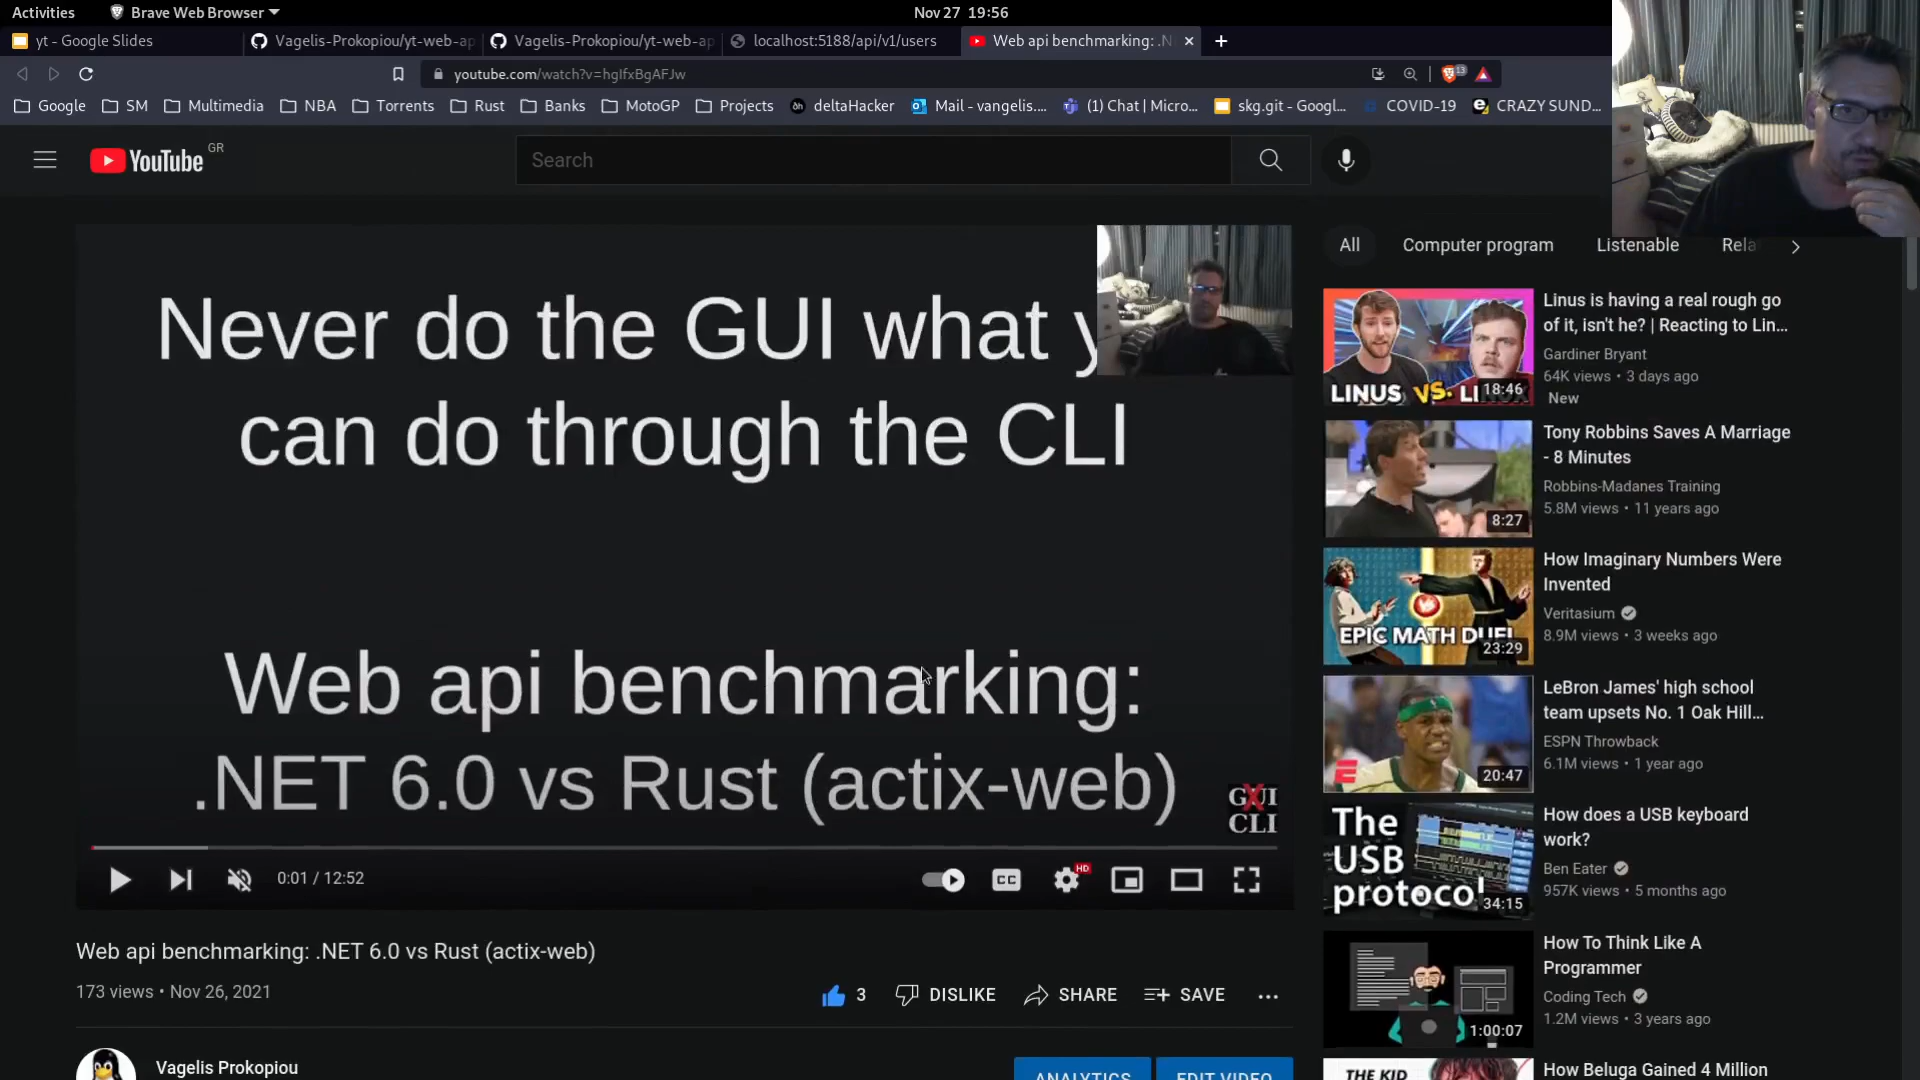 Activities
Brave Web Browser
Nov 27 19:56
yt - Google Slides
Vagelis-Prokopiou/yt-web-ap
Vagelis-Prokopiou/yt-web-ap
localhost:5188/api/v1/users
Web api benchmarking: .N
youtube.com/watch?v=hgIfxBgAFJw
13
Google
SM
Multimedia
NBA
Torrents
Rust
Banks
MotoGP
Projects
deltaHacker
Mail - vangelis....
(1) Chat | Micro...
skg.git - Googl...
COVID-19
CRAZY SUND...
YouTube GR
Search
Never do the GUI what y
can do through the CLI
Web api benchmarking:
.NET 6.0 vs Rust (actix-web)
GUI
CLI
0:01 / 12:52
CC
HD
Web api benchmarking: .NET 6.0 vs Rust (actix-web)
173 views • Nov 26, 2021
3
DISLIKE
SHARE
SAVE
Vagelis Prokopiou
ANALYTICS
EDIT VIDEO
All
Computer program
Listenable
Rela
LINUS VS. LINUX
18:46
Linus is having a real rough go
of it, isn't he? | Reacting to Lin...
Gardiner Bryant
64K views • 3 days ago
New
8:27
Tony Robbins Saves A Marriage
- 8 Minutes
Robbins-Madanes Training
5.8M views • 11 years ago
EPIC MATH DUEL
23:29
How Imaginary Numbers Were
Invented
Veritasium
8.9M views • 3 weeks ago
20:47
LeBron James' high school
team upsets No. 1 Oak Hill...
ESPN Throwback
6.1M views • 1 year ago
The
USB
protocol
34:15
How does a USB keyboard
work?
Ben Eater
957K views • 5 months ago
1:00:07
How To Think Like A
Programmer
Coding Tech
1.2M views • 3 years ago
THE KID
How Beluga Gained 4 Million